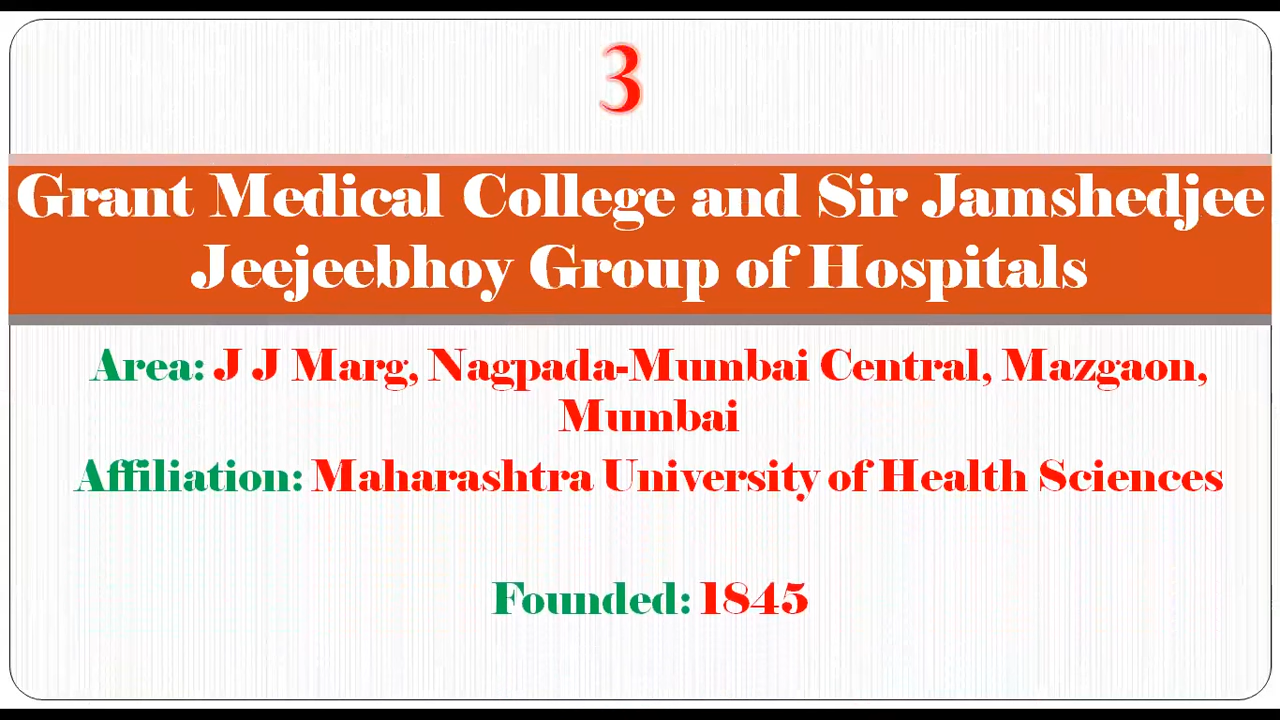 3
Grant Medical College and Sir Jamshedjee
Jeejeebhoy Group of Hospitals
Area: J J Marg, Nagpada-Mumbai Central, Mazgaon,
Mumbai
Affiliation: Maharashtra University of Health Sciences
Founded: 1845